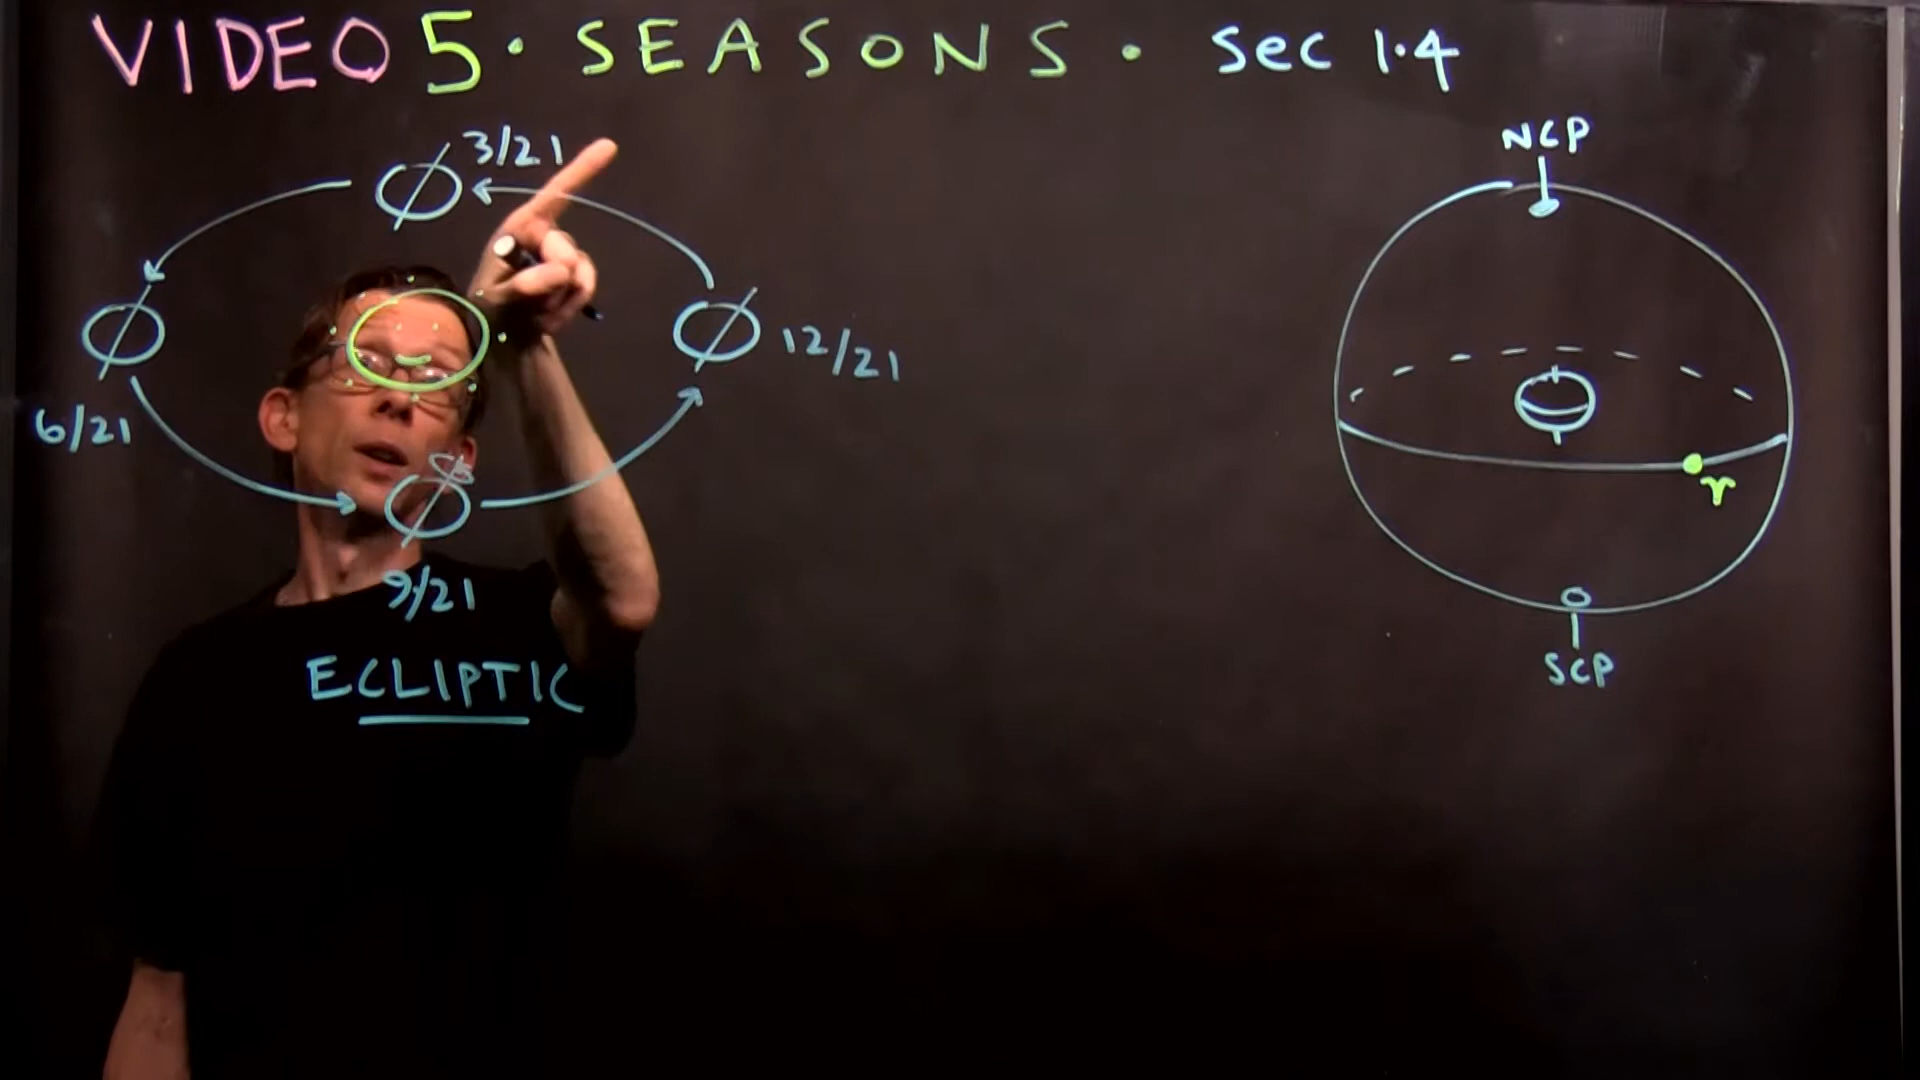 VIDEO 5 · SEASONS · sec 1.4
3/21
12/21
6/21
9/21
ECLIPTIC
NCP
♈
SCP